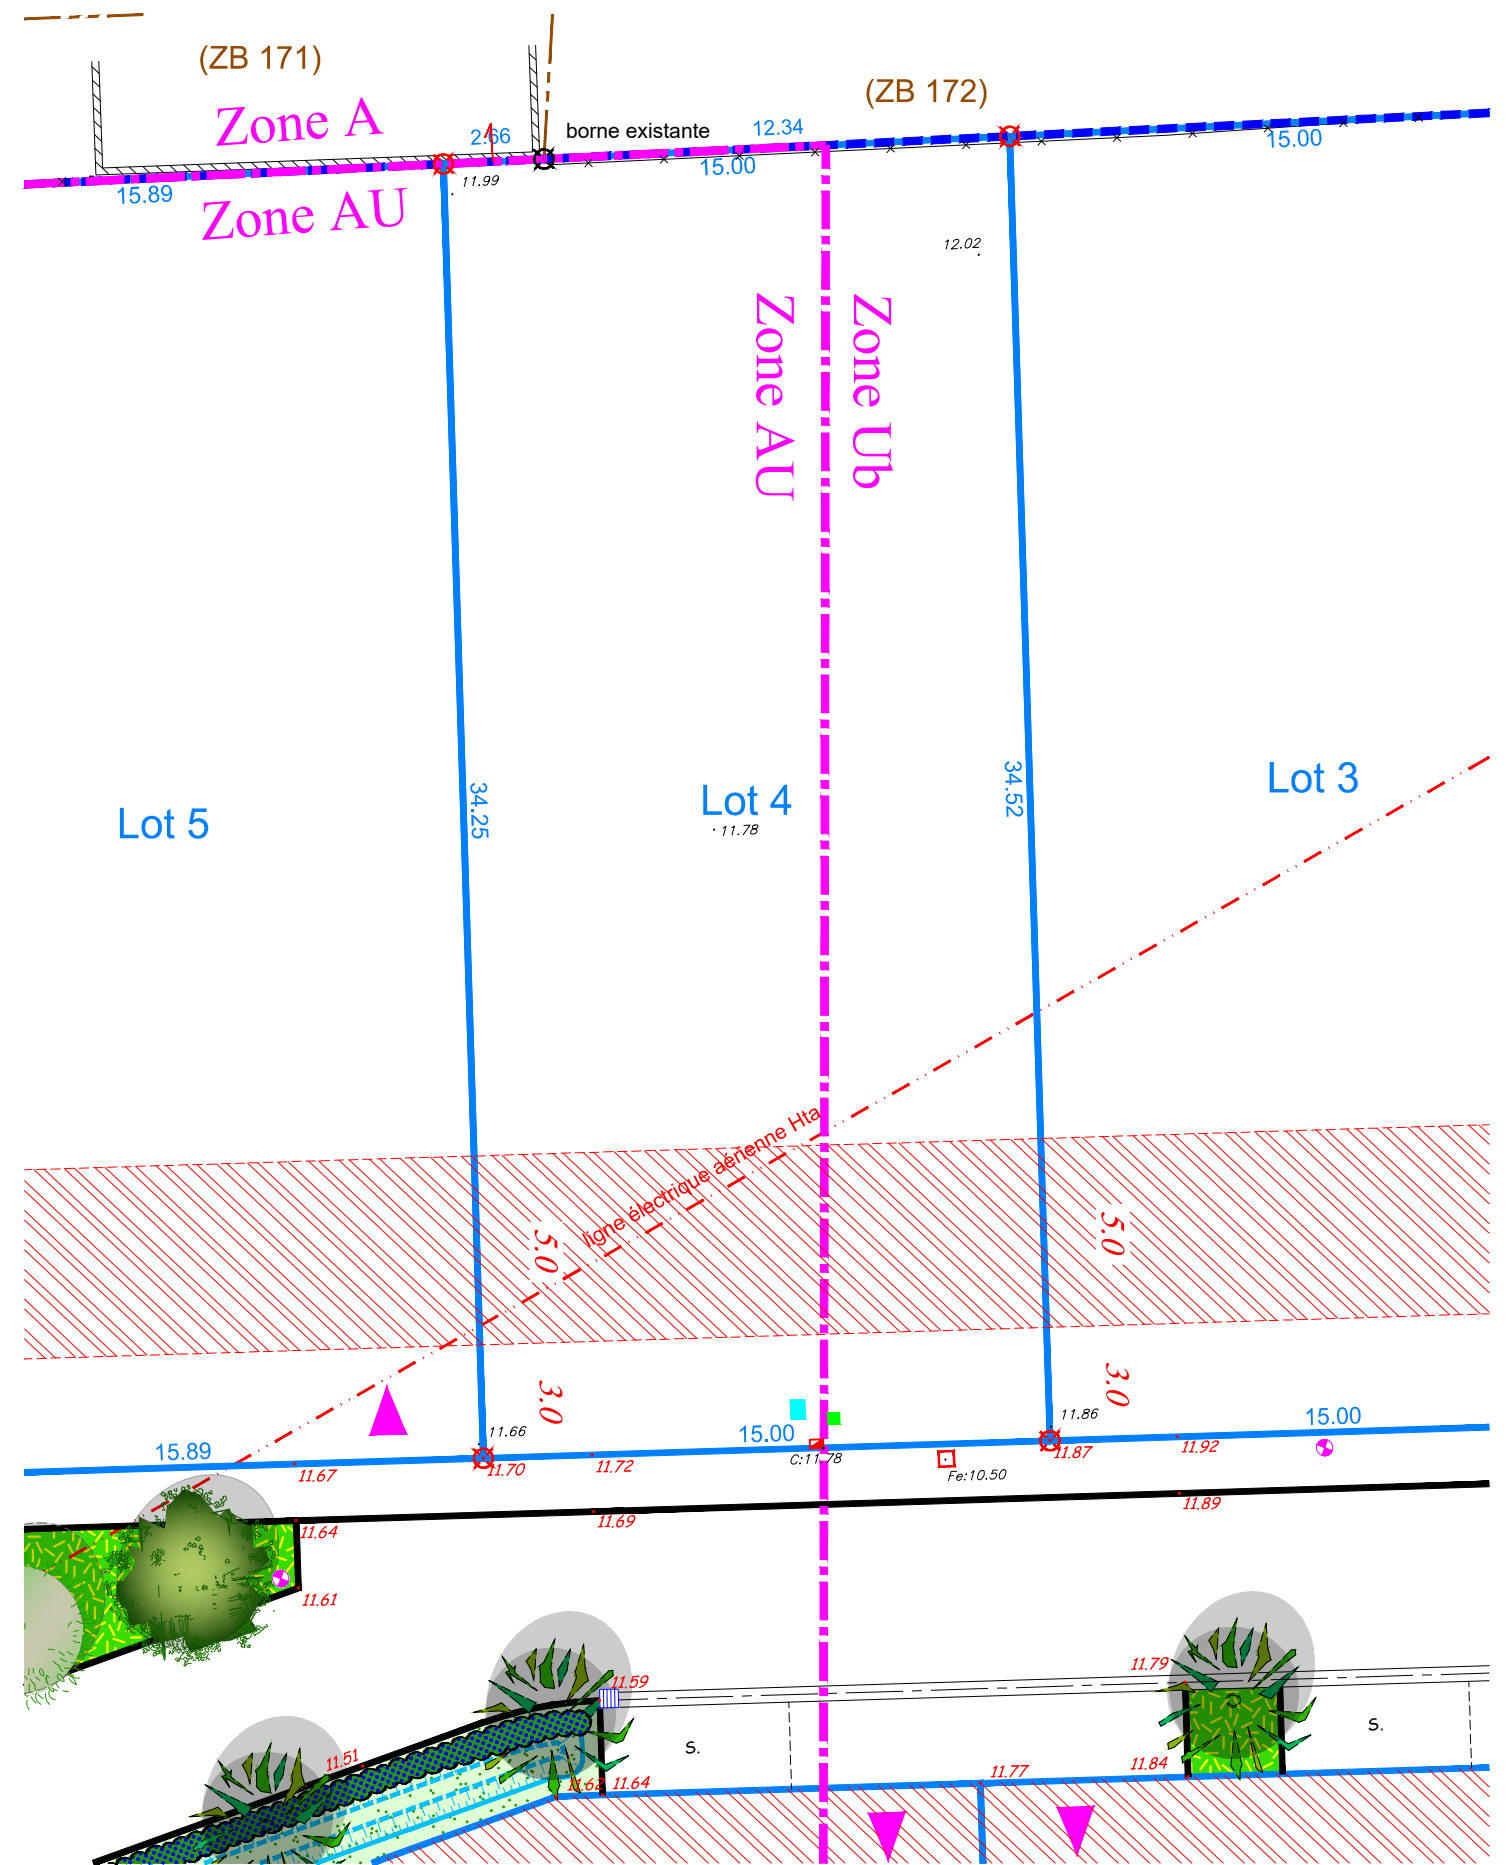 (ZB 171)
(ZB 172)
Zone A
2.66
1
borne existante
12.34
15.00
15.00
15.89
11.99
Zone AU
12.02
Zone AU
Zone Ub
34.25
34.52
Lot 5
Lot 4
Lot 3
11.78
ligne électrique aérienne Hta
5.0
5.0
3.0
3.0
11.66
11.86
15.89
15.00
15.00
11.67
11.70
11.72
C:11.78
11.87
11.92
Fe:10.50
11.64
11.69
11.89
11.61
11.59
11.79
S.
S.
11.51
11.62
11.64
11.77
11.84